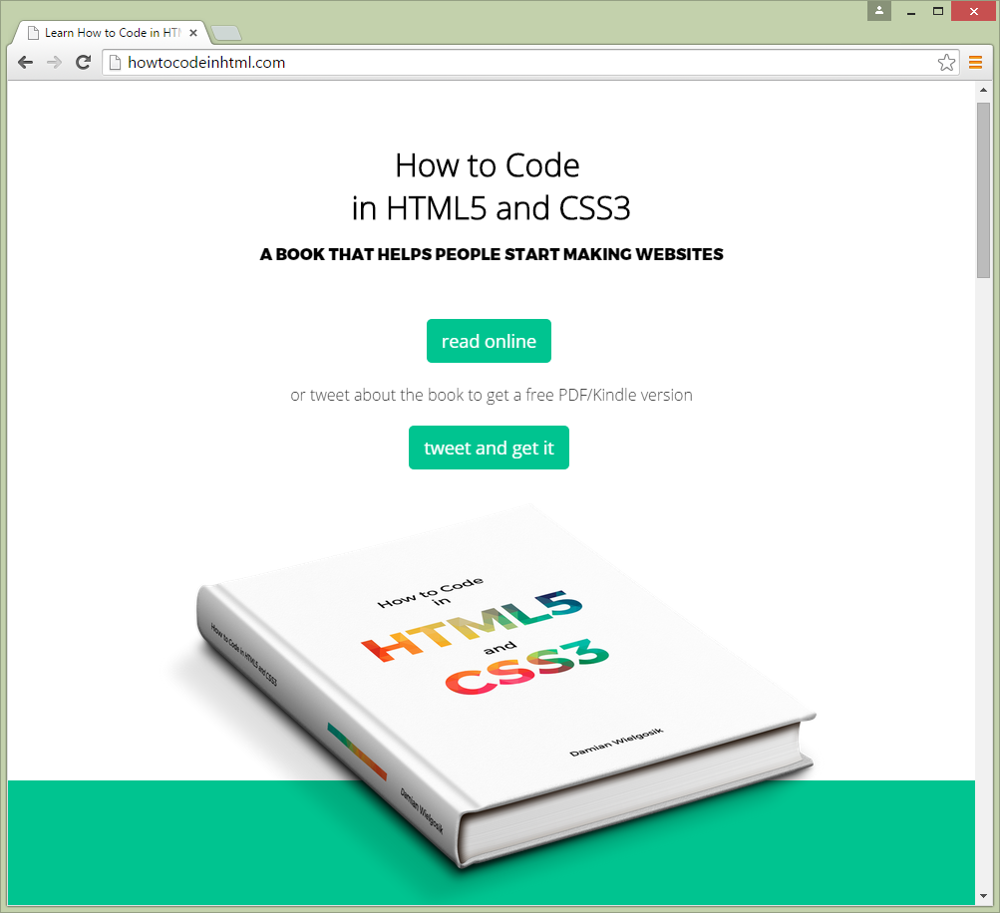 Learn How to Code in HTM
howtocodeinhtml.com
How to Code
in HTML5 and CSS3
A BOOK THAT HELPS PEOPLE START MAKING WEBSITES
read online
or tweet about the book to get a free PDF/Kindle version
tweet and get it
How to Code
in
HTML5
and
CSS3
Damian Wielgosik
How to Code in HTML5 and CSS3
Damian Wielgosik